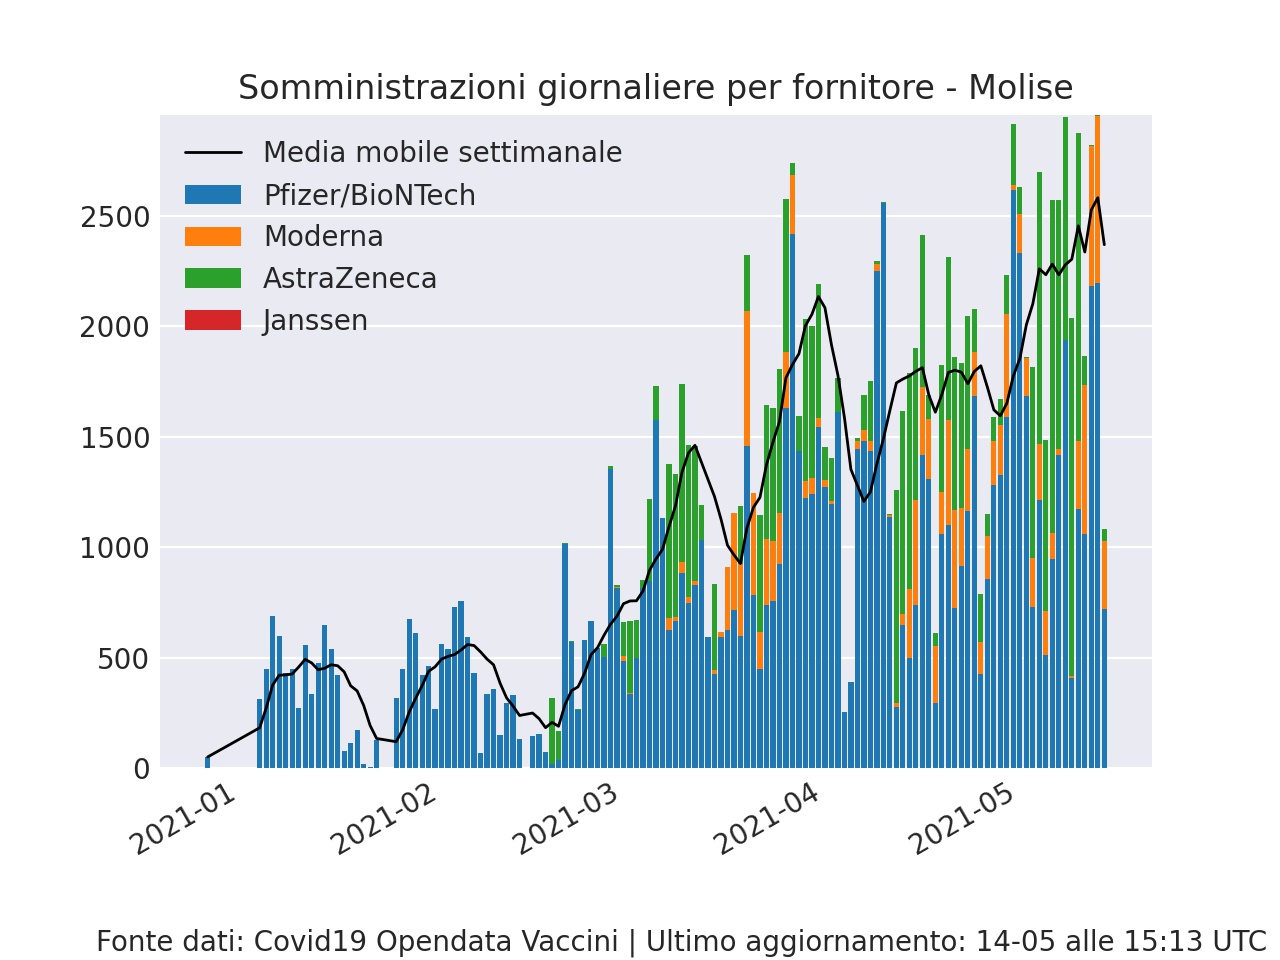 Somministrazioni giornaliere per fornitore - Molise
Media mobile settimanale
Pfizer/BioNTech
Moderna
AstraZeneca
Janssen
2500
2000
1500
1000
500
0
2021-01
2021-02
2021-03
2021-04
2021-05
Fonte dati: Covid19 Opendata Vaccini | Ultimo aggiornamento: 14-05 alle 15:13 UTC